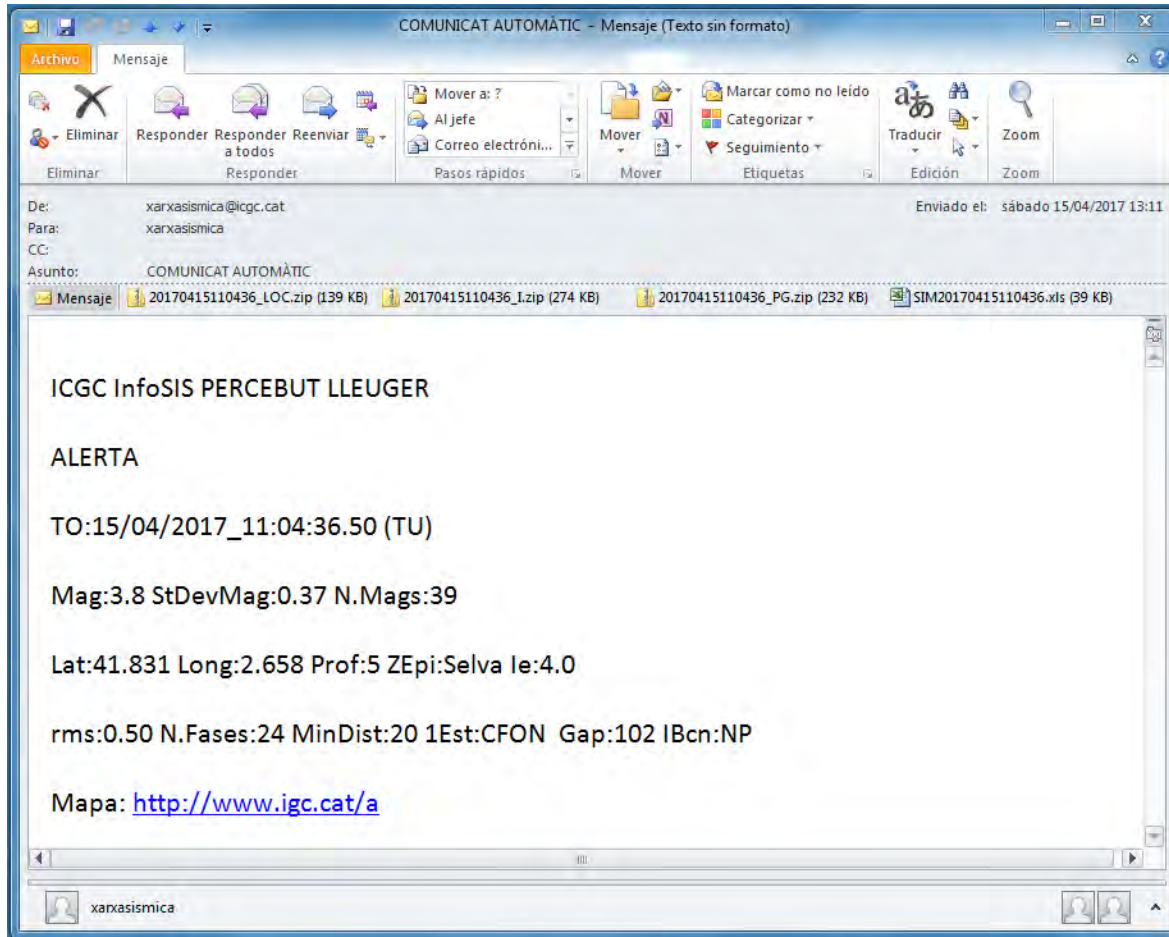 COMUNICAT AUTOMÀTIC - Mensaje (Texto sin formato)
Archivo Mensaje
Eliminar
Responder
Responder a todos
Reenviar
Mover a: ?
Al jefe
Correo electróni...
Mover
Marcar como no leído
Categorizar
Seguimiento
Traducir
Zoom
Eliminar Responder Pasos rápidos Mover Etiquetas Edición Zoom
De: xarxasismica@icgc.cat Enviado el: sábado 15/04/2017 13:11
Para: xarxasismica
CC:
Asunto: COMUNICAT AUTOMÀTIC
Mensaje 20170415110436_LOC.zip (139 KB) 20170415110436_I.zip (274 KB) 20170415110436_PG.zip (232 KB) SIM20170415110436.xls (39 KB)
ICGC InfoSIS PERCEBUT LLEUGER
ALERTA
TO:15/04/2017_11:04:36.50 (TU)
Mag:3.8 StDevMag:0.37 N.Mags:39
Lat:41.831 Long:2.658 Prof:5 ZEpi:Selva Ie:4.0
rms:0.50 N.Fases:24 MinDist:20 1Est:CFON Gap:102 IBcn:NP
Mapa: http://www.igc.cat/a
xarxasismica